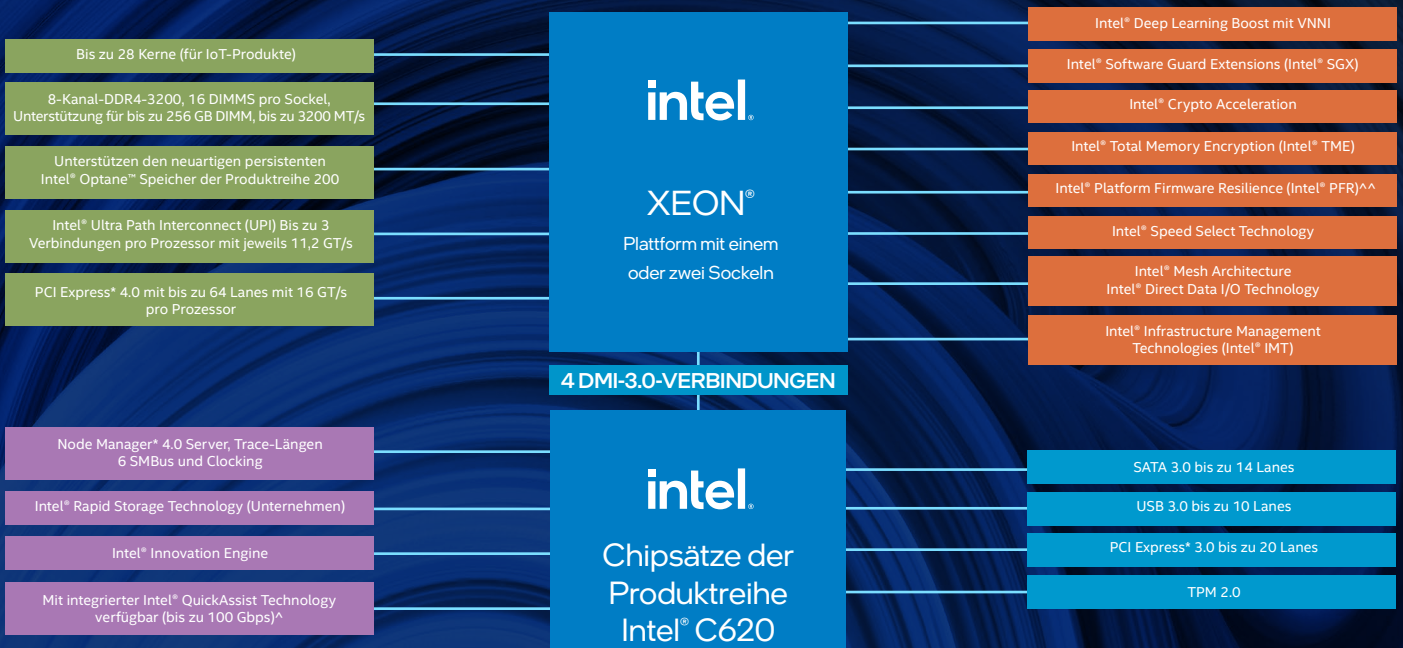 Bis zu 28 Kerne (für IoT-Produkte)
8-Kanal-DDR4-3200, 16 DIMMS pro Sockel,
Unterstützung für bis zu 256 GB DIMM, bis zu 3200 MT/s
Unterstützen den neuartigen persistenten
Intel® Optane™ Speicher der Produktreihe 200
Intel® Ultra Path Interconnect (UPI) Bis zu 3
Verbindungen pro Prozessor mit jeweils 11,2 GT/s
PCI Express* 4.0 mit bis zu 64 Lanes mit 16 GT/s
pro Prozessor
intel.
XEON®
Plattform mit einem
oder zwei Sockeln
Intel® Deep Learning Boost mit VNNI
Intel® Software Guard Extensions (Intel® SGX)
Intel® Crypto Acceleration
Intel® Total Memory Encryption (Intel® TME)
Intel® Platform Firmware Resilience (Intel® PFR)^^
Intel® Speed Select Technology
Intel® Mesh Architecture
Intel® Direct Data I/O Technology
Intel® Infrastructure Management
Technologies (Intel® IMT)
4 DMI-3.0-VERBINDUNGEN
Node Manager* 4.0 Server, Trace-Längen
6 SMBus und Clocking
Intel® Rapid Storage Technology (Unternehmen)
Intel® Innovation Engine
Mit integrierter Intel® QuickAssist Technology
verfügbar (bis zu 100 Gbps)^
intel.
Chipsätze der
Produktreihe
Intel® C620
SATA 3.0 bis zu 14 Lanes
USB 3.0 bis zu 10 Lanes
PCI Express* 3.0 bis zu 20 Lanes
TPM 2.0